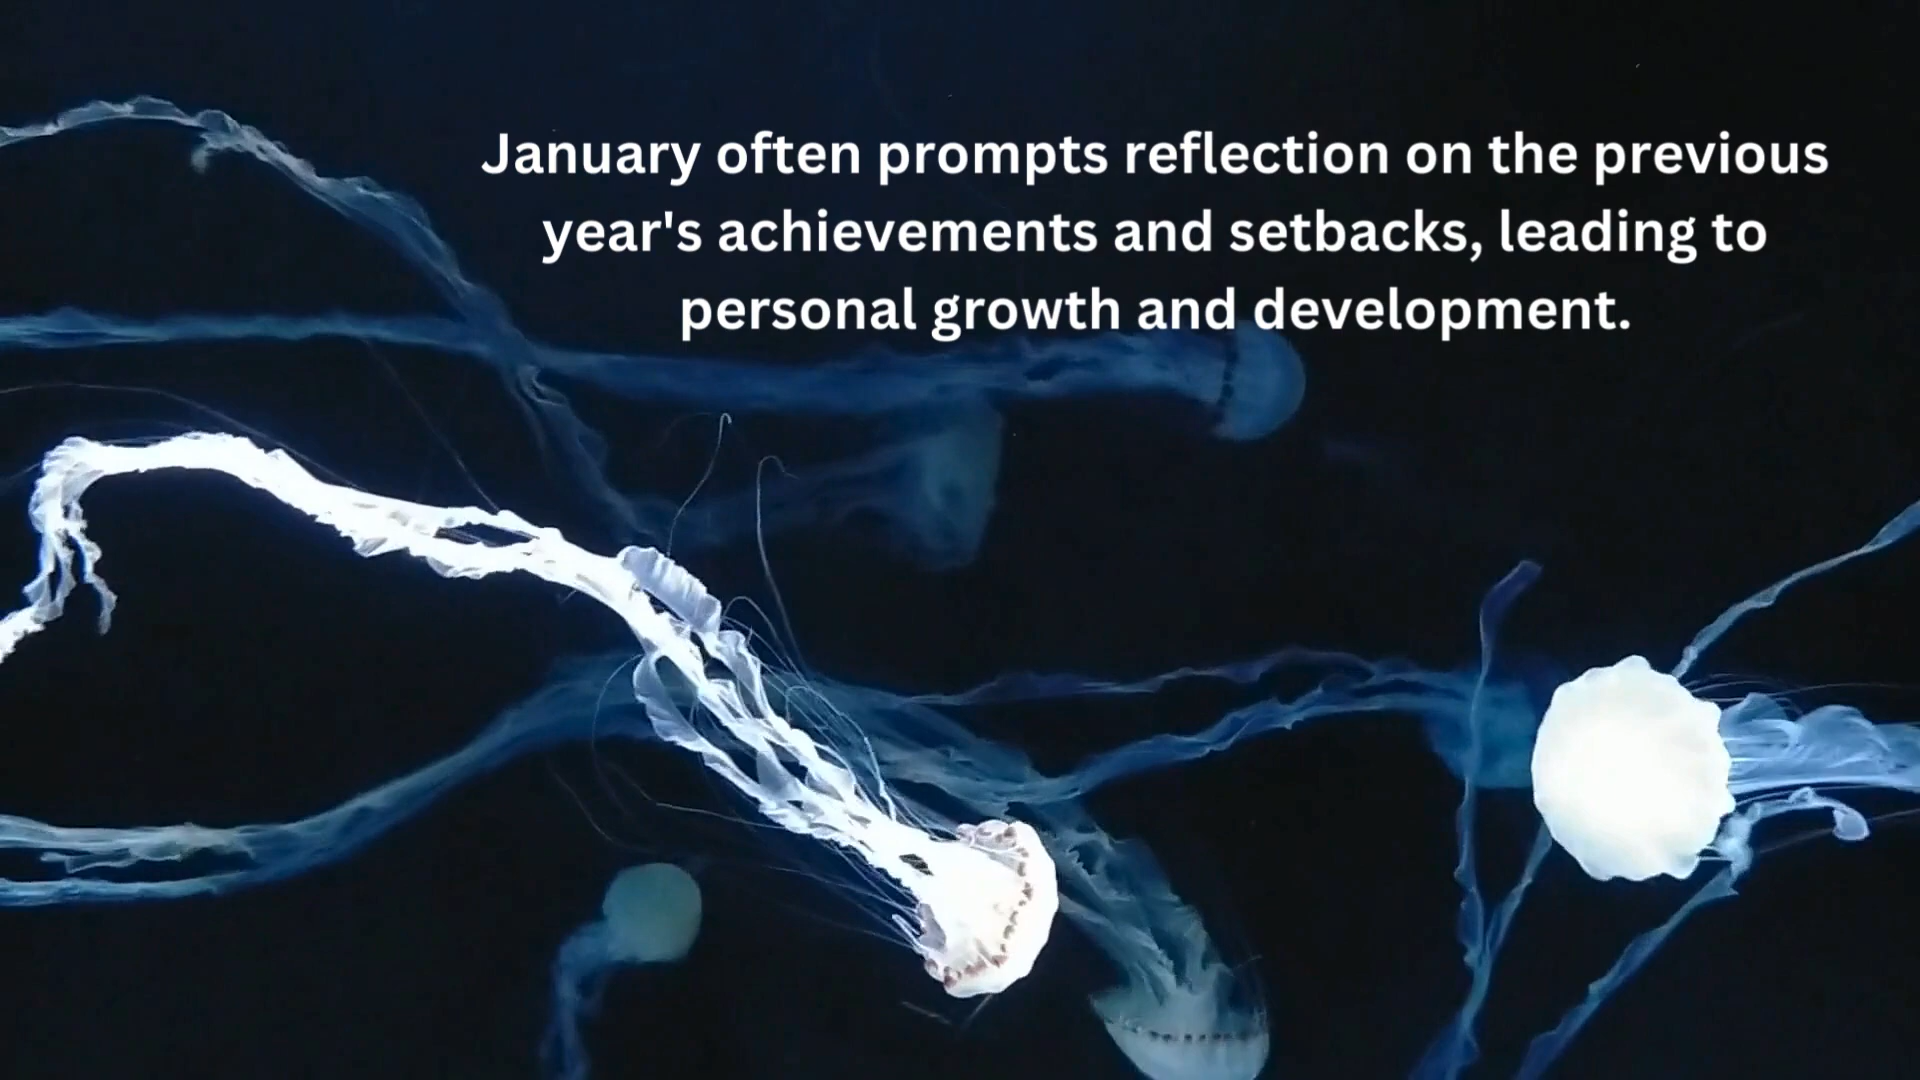 January often prompts reflection on the previous
year's achievements and setbacks, leading to
personal growth and development.